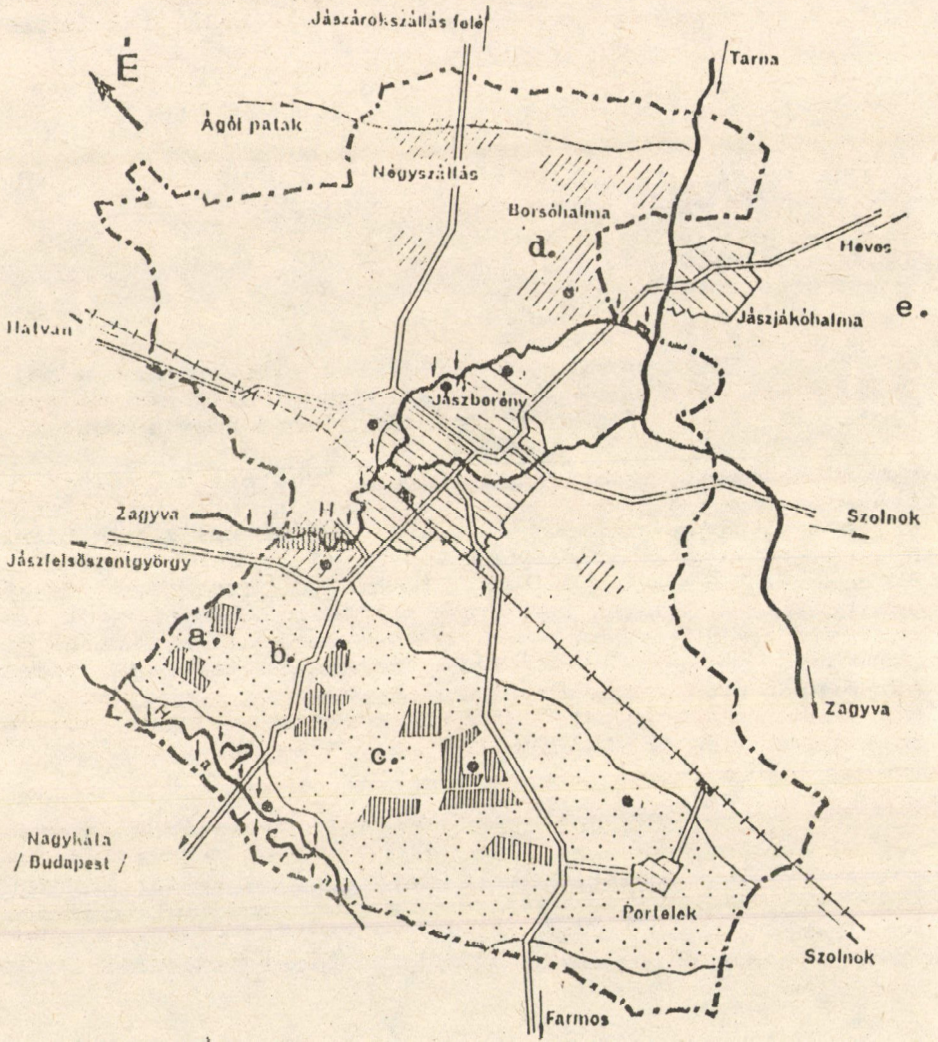 Jászárokszállás felé
É
Tarna
Ágói patak
Négyszállás
Borsóhalma
d.
Heves
Hatvan
Jászjákóhalma
e.
Jászberény
Zagyva
H
Szolnok
Jászfelsőszentgyörgy
a.
b.
H
Zagyva
c.
Nagykáta
/ Budapest /
Portelek
Szolnok
Farmos